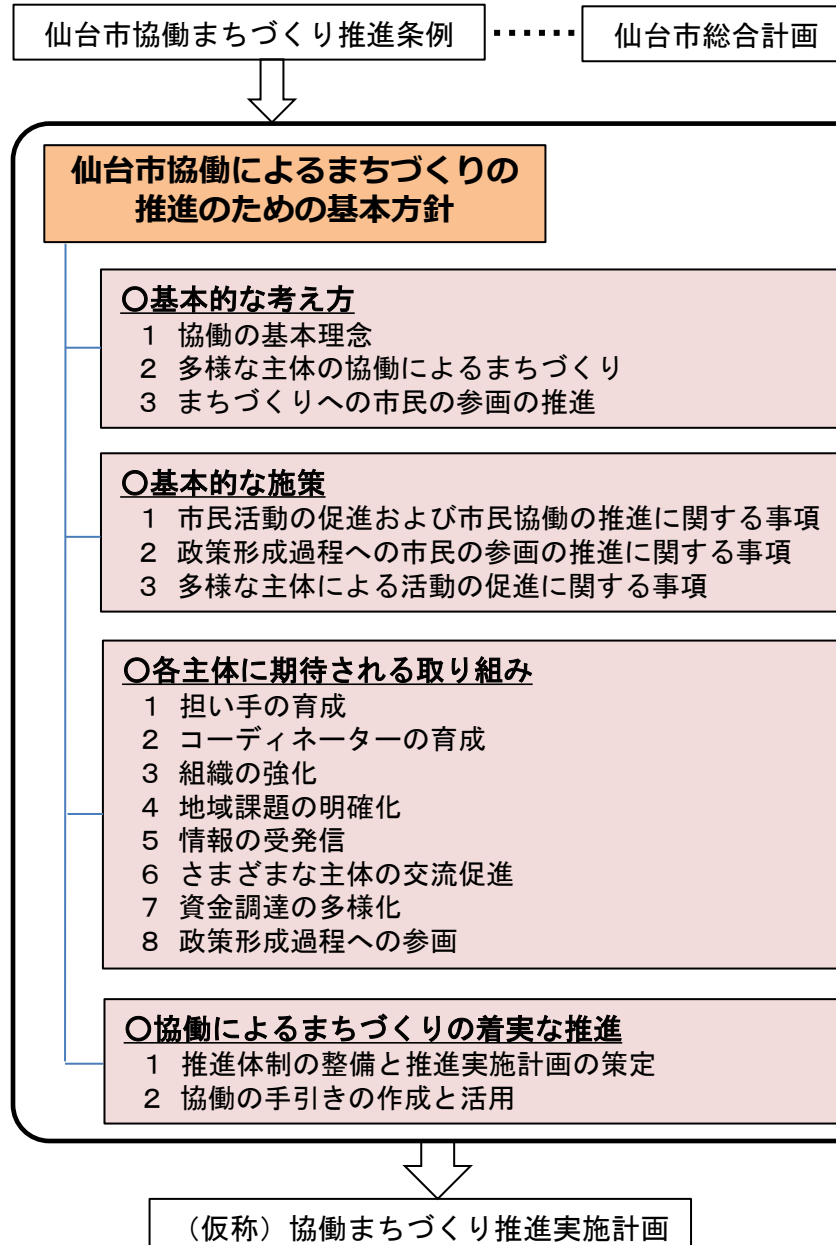 仙台市協働まちづくり推進条例
仙台市総合計画
仙台市協働によるまちづくりの
推進のための基本方針
〇基本的な考え方
1 協働の基本理念
2 多様な主体の協働によるまちづくり
3 まちづくりへの市民の参画の推進
〇基本的な施策
1 市民活動の促進および市民協働の推進に関する事項
2 政策形成過程への市民の参画の推進に関する事項
3 多様な主体による活動の促進に関する事項
〇各主体に期待される取り組み
1 担い手の育成
2 コーディネーターの育成
3 組織の強化
4 地域課題の明確化
5 情報の受発信
6 さまざまな主体の交流促進
7 資金調達の多様化
8 政策形成過程への参画
〇協働によるまちづくりの着実な推進
1 推進体制の整備と推進実施計画の策定
2 協働の手引きの作成と活用
(仮称)協働まちづくり推進実施計画